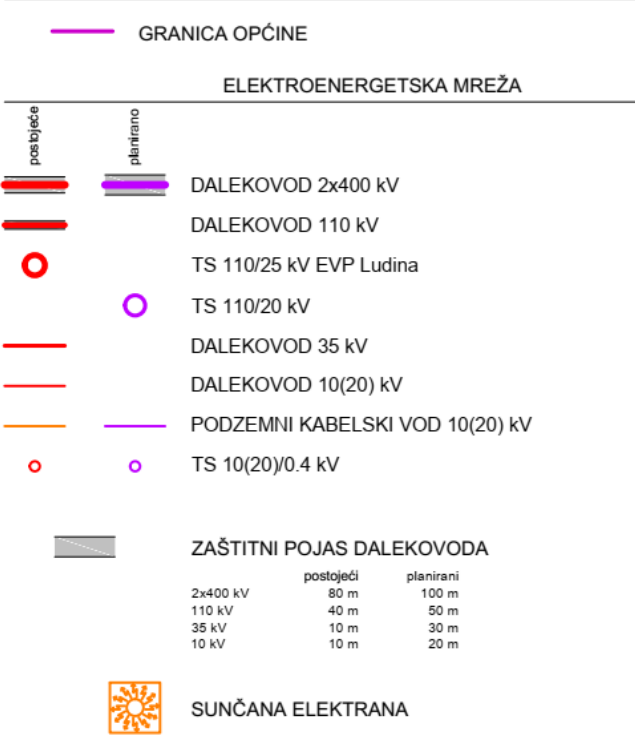 GRANICA OPĆINE
ELEKTROENERGETSKA MREŽA
postojeće planirano
DALEKOVOD 2x400 kV
DALEKOVOD 110 kV
TS 110/25 kV EVP Ludina
TS 110/20 kV
DALEKOVOD 35 kV
DALEKOVOD 10(20) kV
PODZEMNI KABELSKI VOD 10(20) kV
TS 10(20)/0.4 kV
ZAŠTITNI POJAS DALEKOVODA
postojeći planirani
2x400 kV 80 m 100 m
110 kV 40 m 50 m
35 kV 10 m 30 m
10 kV 10 m 20 m
SUNČANA ELEKTRANA